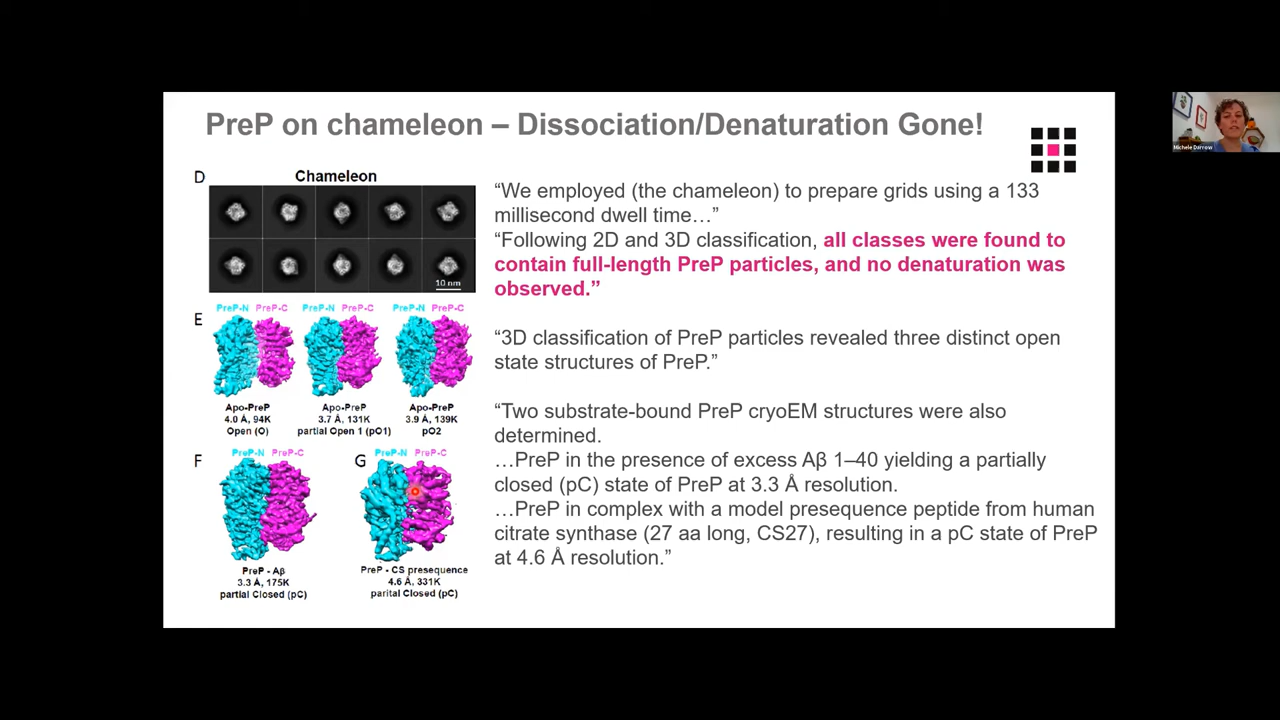 PreP on chameleon – Dissociation/Denaturation Gone!
Michele Darrow
D
Chameleon
10 nm
E
PreP-N PreP-C
PreP-N PreP-C
PreP-N PreP-C
Apo-PreP
4.0 Å, 94K
Open (O)
Apo-PreP
3.7 Å, 131K
partial Open 1 (pO1)
Apo-PreP
3.9 Å, 139K
pO2
F
PreP-N PreP-C
PreP - Aβ
3.3 Å, 175K
partial Closed (pC)
G
PreP-N PreP-C
PreP - CS presequence
4.6 Å, 331K
parital Closed (pC)
“We employed (the chameleon) to prepare grids using a 133
millisecond dwell time…”
“Following 2D and 3D classification, all classes were found to
contain full-length PreP particles, and no denaturation was
observed.”
“3D classification of PreP particles revealed three distinct open
state structures of PreP.”
“Two substrate-bound PreP cryoEM structures were also
determined.
…PreP in the presence of excess Aβ 1–40 yielding a partially
closed (pC) state of PreP at 3.3 Å resolution.
…PreP in complex with a model presequence peptide from human
citrate synthase (27 aa long, CS27), resulting in a pC state of PreP
at 4.6 Å resolution.”